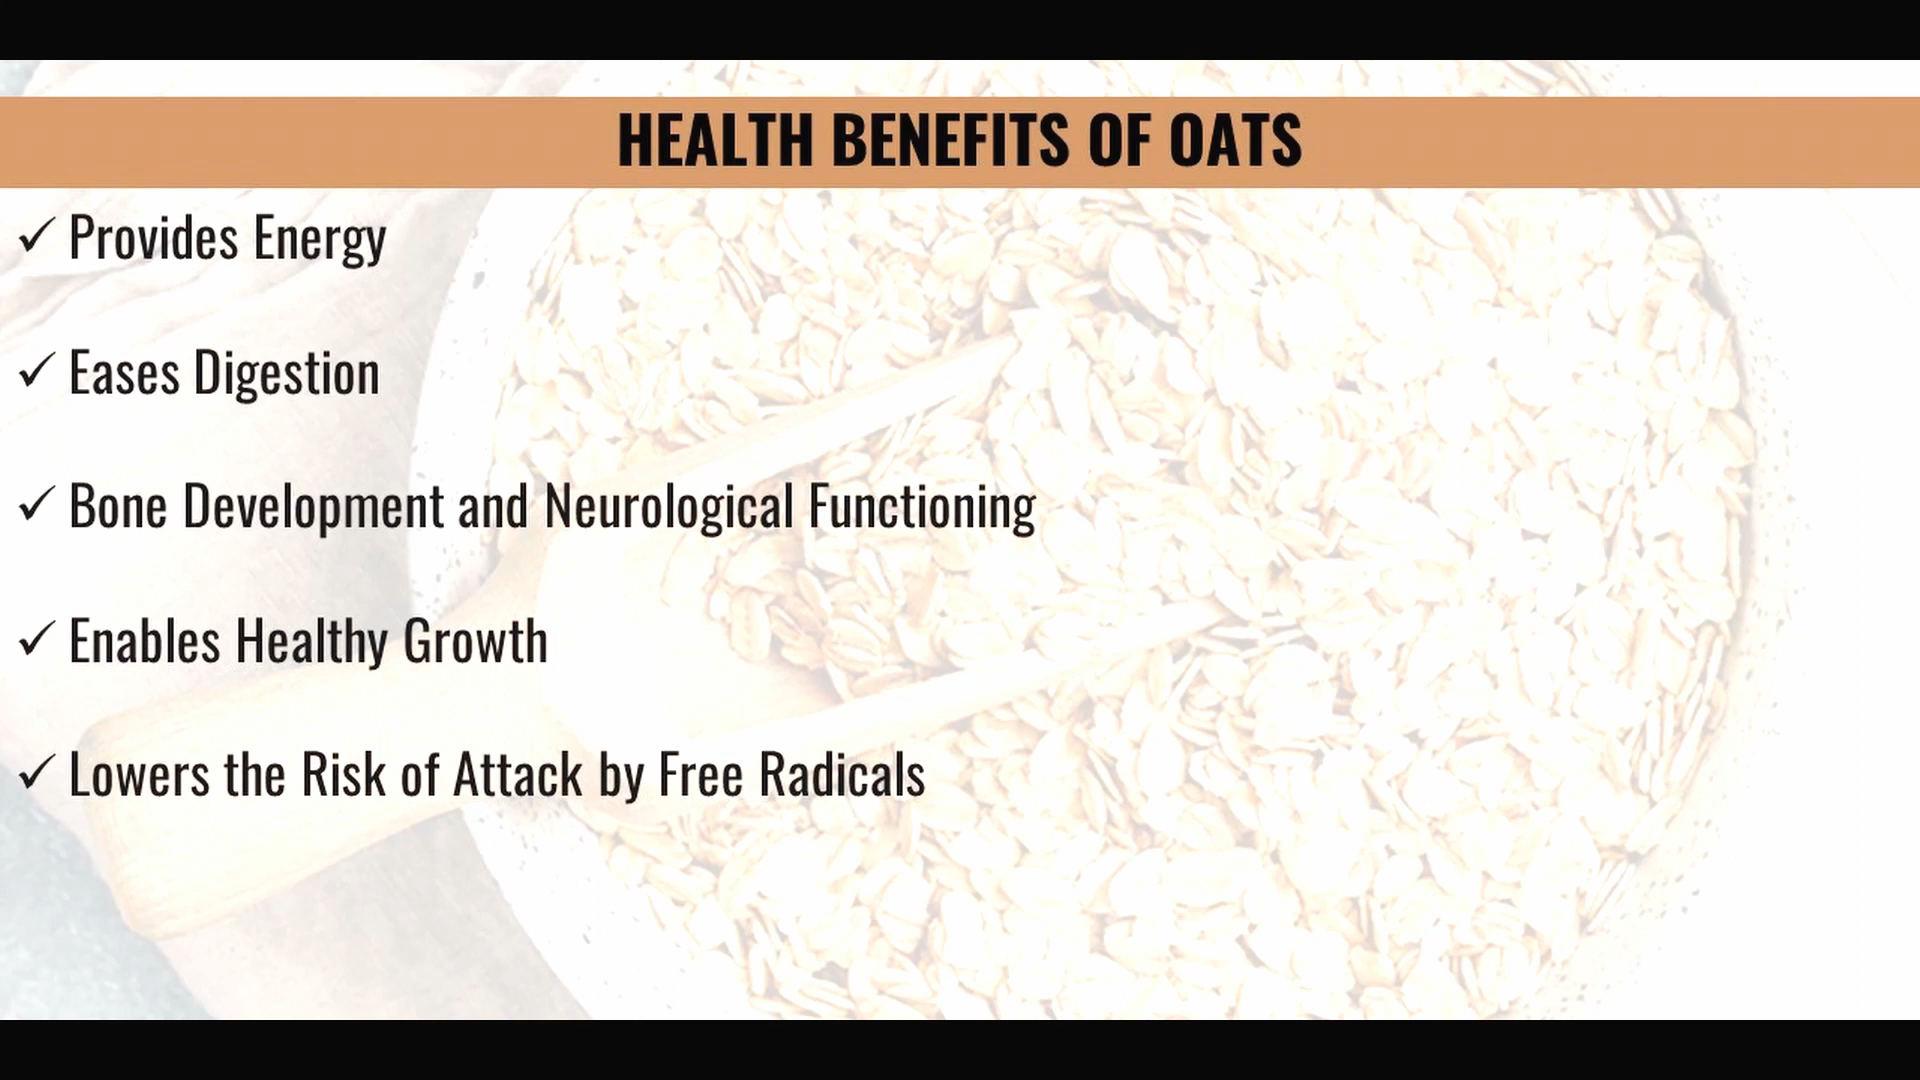 HEALTH BENEFITS OF OATS
✓ Provides Energy
✓ Eases Digestion
✓ Bone Development and Neurological Functioning
✓ Enables Healthy Growth
✓ Lowers the Risk of Attack by Free Radicals